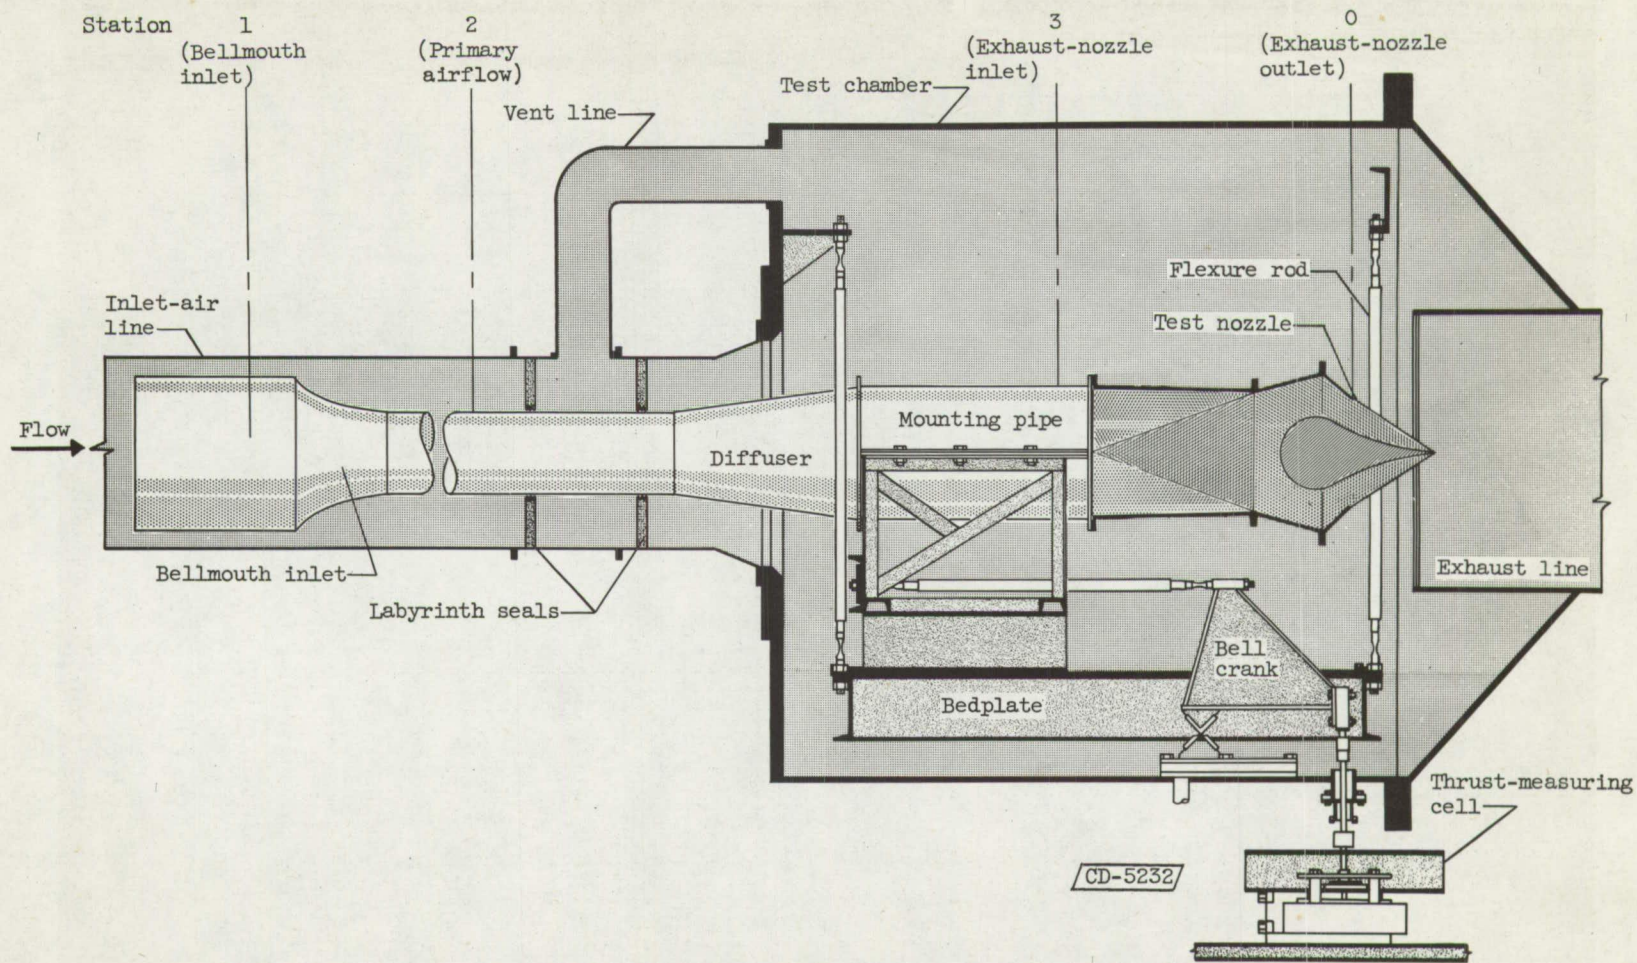 Station 1 2 3 0
(Bellmouth
inlet)
(Primary
airflow)
(Exhaust-nozzle
inlet)
(Exhaust-nozzle
outlet)
Test chamber
Vent line
Flexure rod
Inlet-air
line
Test nozzle
Flow
Mounting pipe
Diffuser
Bellmouth inlet
Exhaust line
Labyrinth seals
Bell
crank
Bedplate
Thrust-measuring
cell
CD-5232